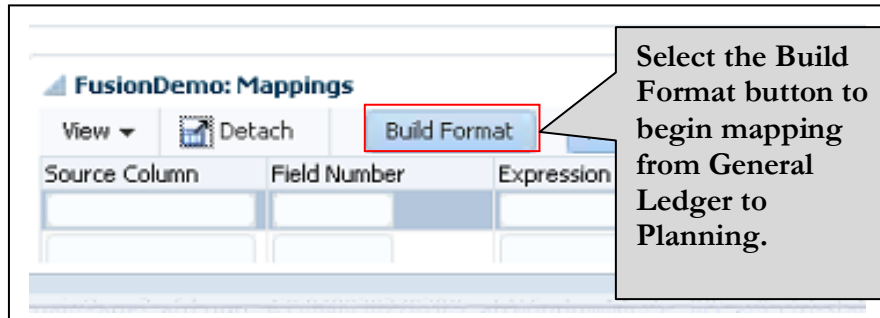 FusionDemo: Mappings
View Detach Build Format
Source Column Field Number Expression
Select the Build
Format button to
begin mapping
from General
Ledger to
Planning.